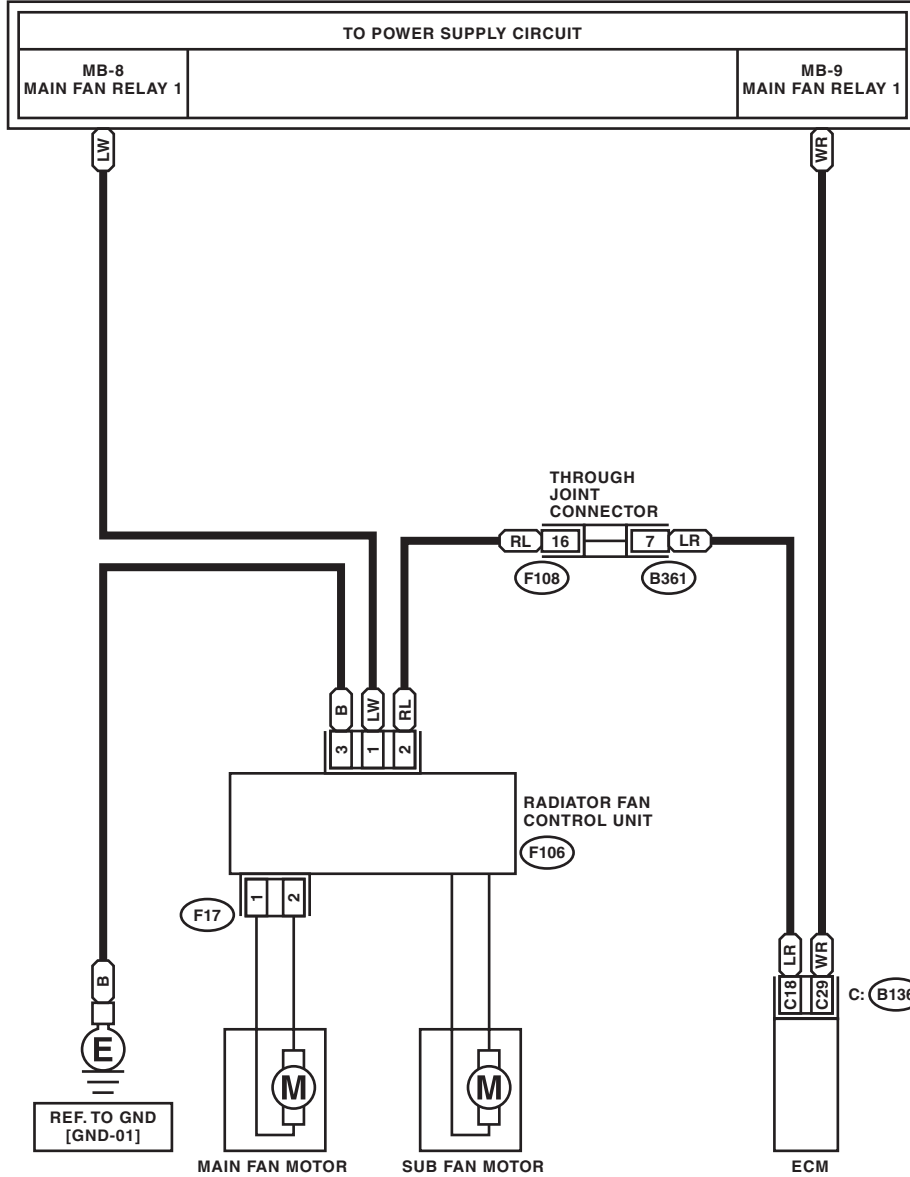 TO POWER SUPPLY CIRCUIT
MB-8
MAIN FAN RELAY 1
MB-9
MAIN FAN RELAY 1
LW
WR
THROUGH
JOINT
CONNECTOR
RL 16 7 LR
F108 B361
B LW RL
3 1 2
RADIATOR FAN
CONTROL UNIT
F106
F17
1 2
LR WR
C18 C29
C: B136
B
E
REF. TO GND
[GND-01]
M
M
MAIN FAN MOTOR
SUB FAN MOTOR
ECM